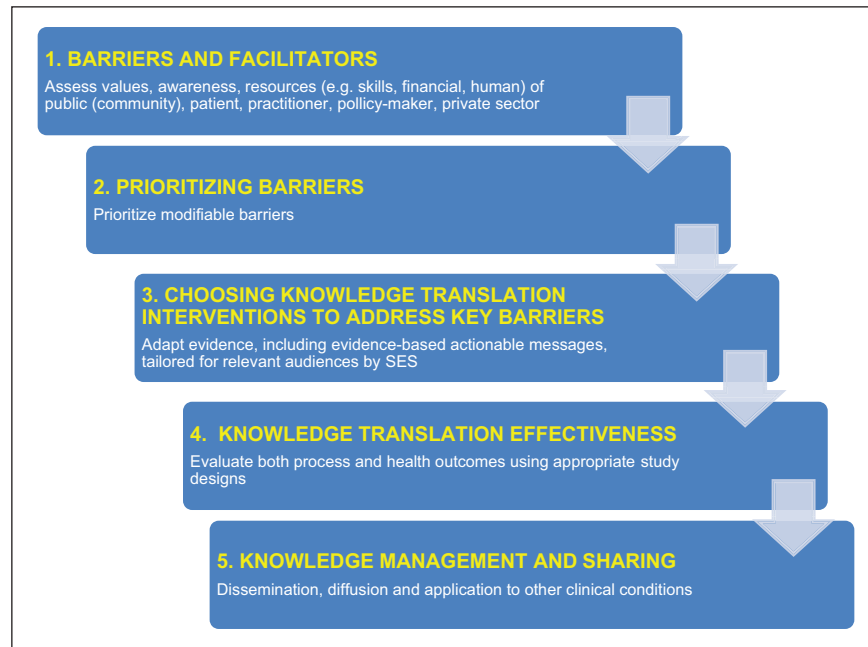 1. BARRIERS AND FACILITATORS
Assess values, awareness, resources (e.g. skills, financial, human) of
public (community), patient, practitioner, pollicy-maker, private sector
2. PRIORITIZING BARRIERS
Prioritize modifiable barriers
3. CHOOSING KNOWLEDGE TRANSLATION
INTERVENTIONS TO ADDRESS KEY BARRIERS
Adapt evidence, including evidence-based actionable messages,
tailored for relevant audiences by SES
4. KNOWLEDGE TRANSLATION EFFECTIVENESS
Evaluate both process and health outcomes using appropriate study
designs
5. KNOWLEDGE MANAGEMENT AND SHARING
Dissemination, diffusion and application to other clinical conditions